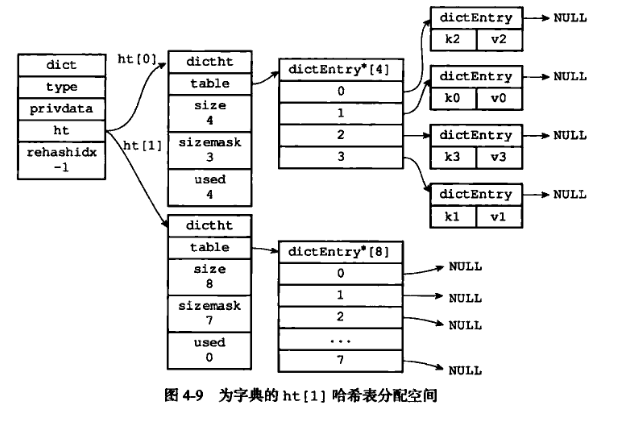 dict
type
privdata
ht
rehashidx
-1
ht[0]
ht[1]
dictht
table
size
4
sizemask
3
used
4
dictht
table
size
8
sizemask
7
used
0
dictEntry*[4]
0
1
2
3
dictEntry*[8]
0
1
2
...
7
dictEntry
k2 v2
NULL
dictEntry
k0 v0
NULL
dictEntry
k3 v3
NULL
dictEntry
k1 v1
NULL
NULL
NULL
NULL
NULL
图 4-9 为字典的 ht[1] 哈希表分配空间